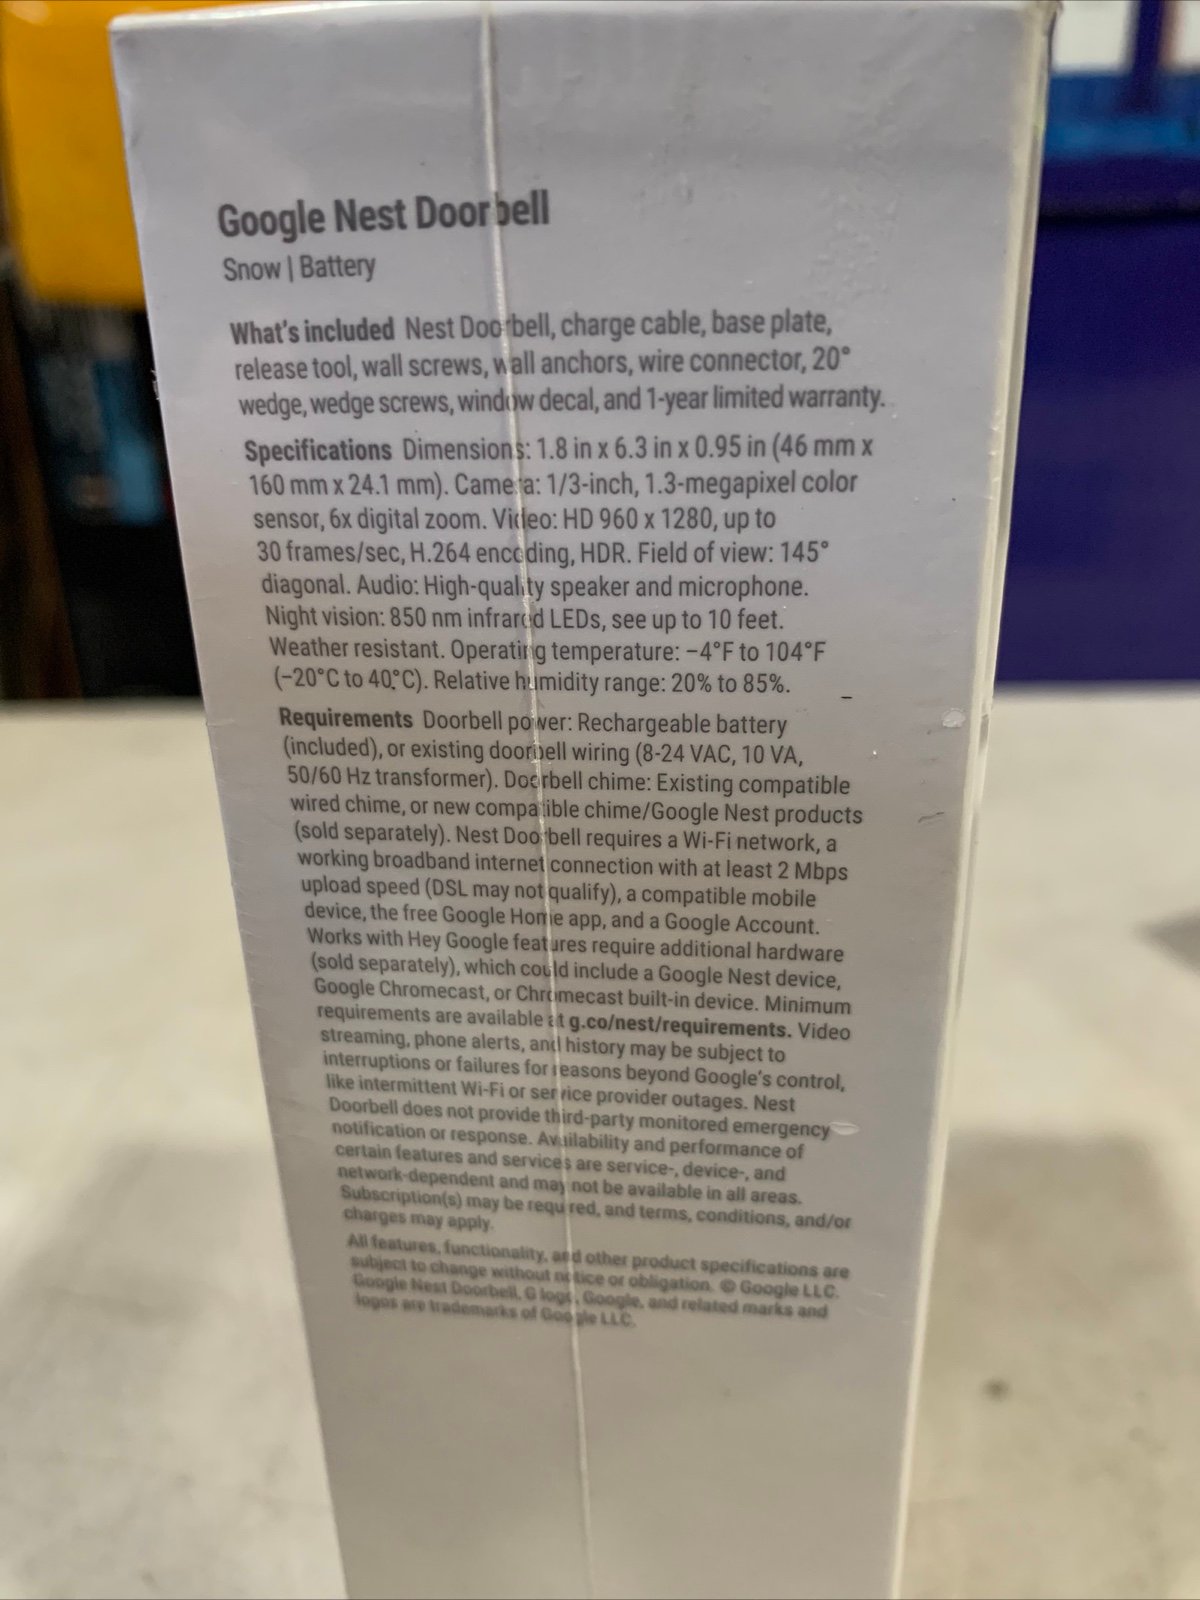 Google Nest Doorbell
Snow | Battery
What's included Nest Doorbell, charge cable, base plate,
release tool, wall screws, wall anchors, wire connector, 20°
wedge, wedge screws, window decal, and 1-year limited warranty.
Specifications Dimensions: 1.8 in x 6.3 in x 0.95 in (46 mm x
160 mm x 24.1 mm). Camera: 1/3-inch, 1.3-megapixel color
sensor, 6x digital zoom. Video: HD 960 x 1280, up to
30 frames/sec, H.264 encoding, HDR. Field of view: 145°
diagonal. Audio: High-quality speaker and microphone.
Night vision: 850 nm infrared LEDs, see up to 10 feet.
Weather resistant. Operating temperature: −4°F to 104°F
(−20°C to 40°C). Relative humidity range: 20% to 85%.
Requirements Doorbell power: Rechargeable battery
(included), or existing doorbell wiring (8-24 VAC, 10 VA,
50/60 Hz transformer). Doorbell chime: Existing compatible
wired chime, or new compatible chime/Google Nest products
(sold separately). Nest Doorbell requires a Wi-Fi network, a
working broadband internet connection with at least 2 Mbps
upload speed (DSL may not qualify), a compatible mobile
device, the free Google Home app, and a Google Account.
Works with Hey Google features require additional hardware
(sold separately), which could include a Google Nest device,
Google Chromecast, or Chromecast built-in device. Minimum
requirements are available at g.co/nest/requirements. Video
streaming, phone alerts, and history may be subject to
interruptions or failures for reasons beyond Google's control,
like intermittent Wi-Fi or service provider outages. Nest
Doorbell does not provide third-party monitored emergency
notification or response. Availability and performance of
certain features and services are service-, device-, and
network-dependent and may not be available in all areas.
Subscription(s) may be required, and terms, conditions, and/or
charges may apply.
All features, functionality, and other product specifications are
subject to change without notice or obligation. © Google LLC.
Google Nest Doorbell, G logo, Google, and related marks and
logos are trademarks of Google LLC.